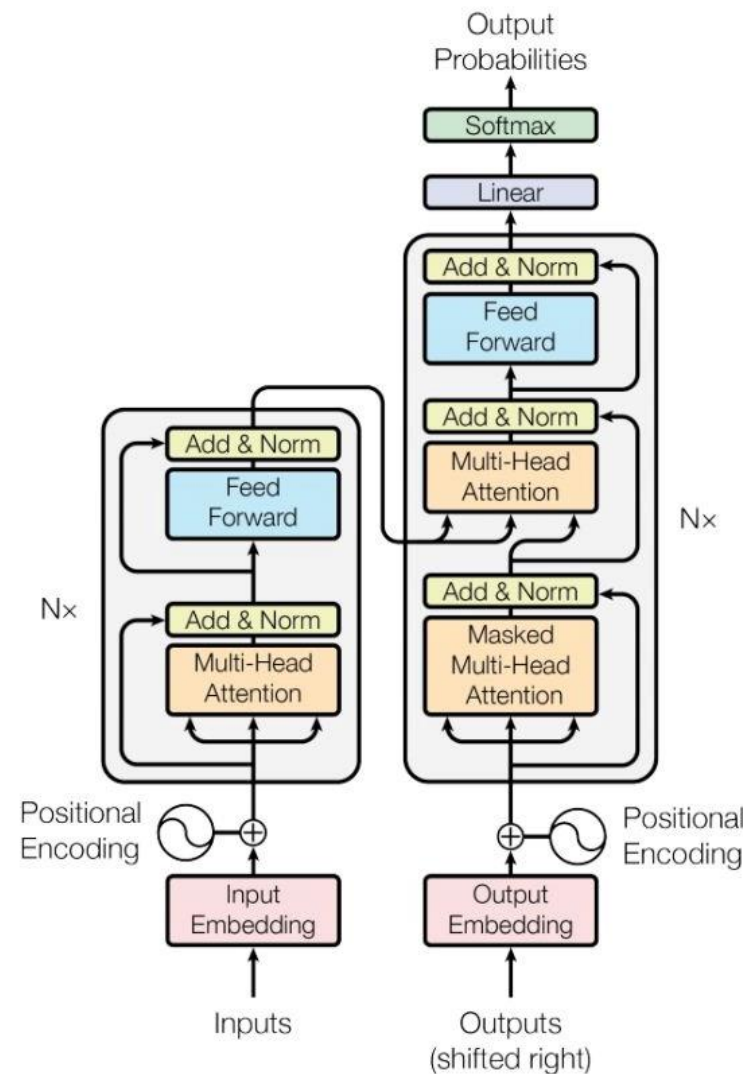 Output
Probabilities
Softmax
Linear
Add & Norm
Feed
Forward
Add & Norm
Multi-Head
Attention
Add & Norm
Masked
Multi-Head
Attention
Nx
Add & Norm
Feed
Forward
Add & Norm
Multi-Head
Attention
Nx
Positional
Encoding
Positional
Encoding
Input
Embedding
Output
Embedding
Inputs
Outputs
(shifted right)